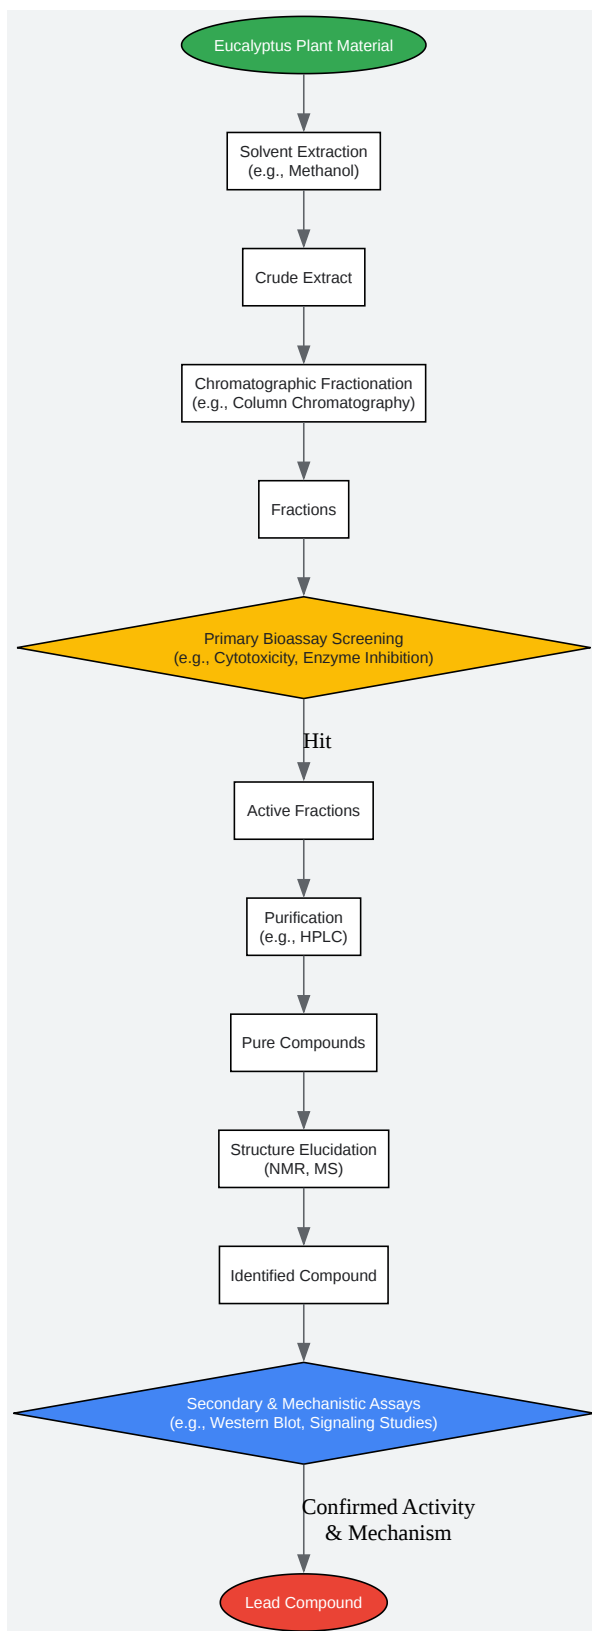 Eucalyptus Plant Material
Solvent Extraction
(e.g., Methanol)
Crude Extract
Chromatographic Fractionation
(e.g., Column Chromatography)
Fractions
Primary Bioassay Screening
(e.g., Cytotoxicity, Enzyme Inhibition)
Hit
Active Fractions
Purification
(e.g., HPLC)
Pure Compounds
Structure Elucidation
(NMR, MS)
Identified Compound
Secondary & Mechanistic Assays
(e.g., Western Blot, Signaling Studies)
Confirmed Activity
& Mechanism
Lead Compound